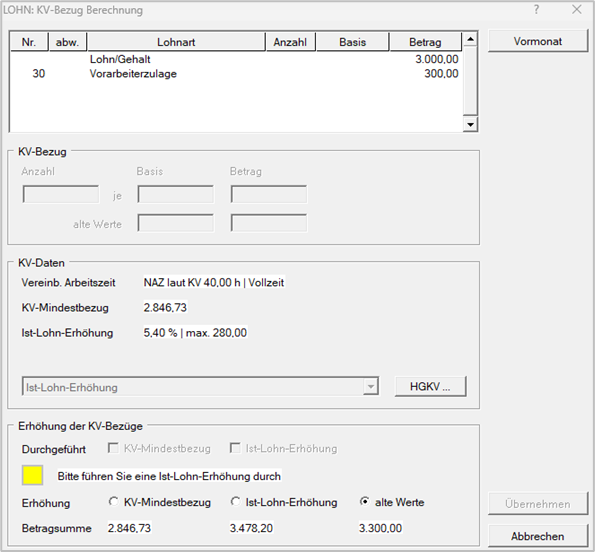 LOHN: KV-Bezug Berechnung ? ×
Nr. abw. Lohnart Anzahl Basis Betrag
Vormonat
Lohn/Gehalt 3.000,00
30 Vorarbeiterzulage 300,00
KV-Bezug
Anzahl Basis Betrag
je
alte Werte
KV-Daten
Vereinb. Arbeitszeit NAZ laut KV 40,00 h | Vollzeit
KV-Mindestbezug 2.846,73
Ist-Lohn-Erhöhung 5,40 % | max. 280,00
Ist-Lohn-Erhöhung HGKV ...
Erhöhung der KV-Bezüge
Durchgeführt KV-Mindestbezug Ist-Lohn-Erhöhung
Bitte führen Sie eine Ist-Lohn-Erhöhung durch
Erhöhung KV-Mindestbezug Ist-Lohn-Erhöhung alte Werte
Übernehmen
Betragsumme 2.846,73 3.478,20 3.300,00
Abbrechen